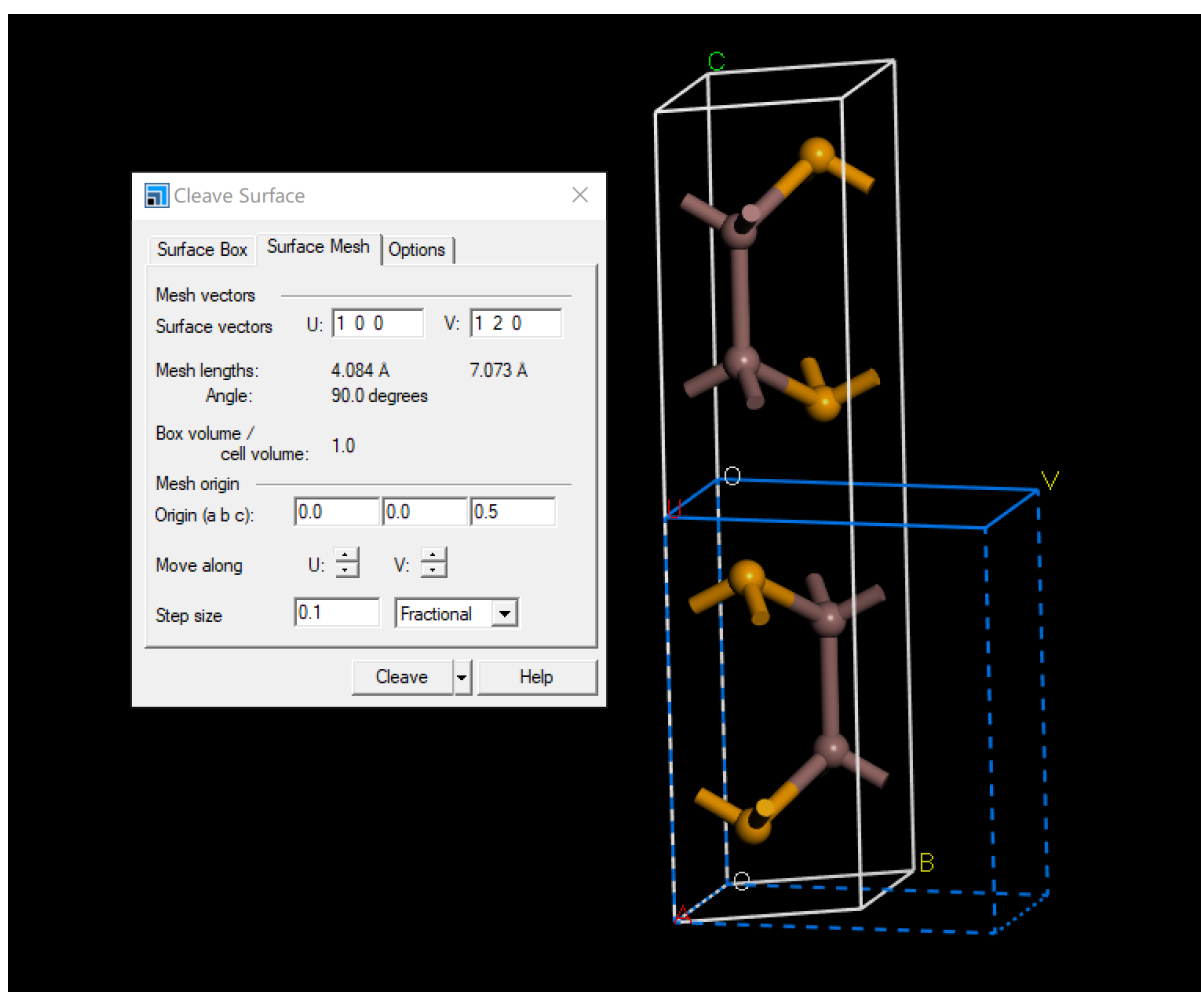 Cleave Surface
Surface Box Surface Mesh Options
Mesh vectors
Surface vectors U: 1 0 0 V: 1 2 0
Mesh lengths: 4.084 Å 7.073 Å
Angle: 90.0 degrees
Box volume /
cell volume: 1.0
Mesh origin
Origin (a b c): 0.0 0.0 0.5
Move along U: V:
Step size 0.1 Fractional
Cleave Help
C
O
V
U
B
O
A